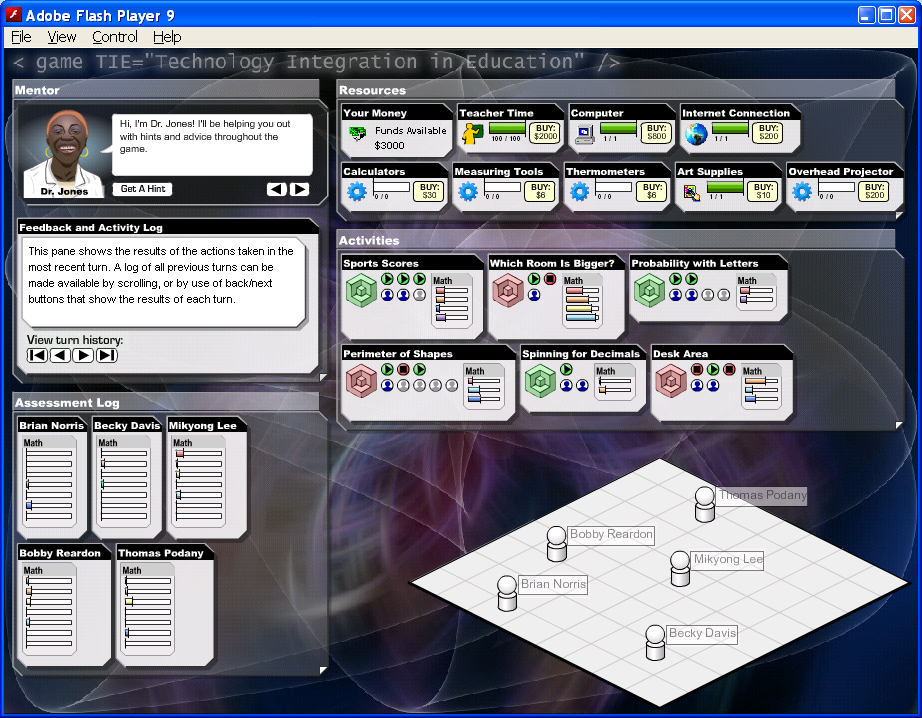 Adobe Flash Player 9
File View Control Help
< game TIE="Technology Integration in Education" />
Mentor
Hi, I'm Dr. Jones! I'll be helping you out
with hints and advice throughout the
game.
Dr. Jones
Get A Hint
Feedback and Activity Log
This pane shows the results of the actions taken in the
most recent turn. A log of all previous turns can be
made available by scrolling, or by use of back/next
buttons that show the results of each turn.
View turn history:
Assessment Log
Brian Norris
Math
Becky Davis
Math
Mikyong Lee
Math
Bobby Reardon
Math
Thomas Podany
Math
Resources
Your Money
Funds Available
$3000
Teacher Time
100 / 100
BUY:
$2000
Computer
1 / 1
BUY:
$800
Internet Connection
1 / 1
BUY:
$200
Calculators
0 / 0
BUY:
$30
Measuring Tools
0 / 0
BUY:
$6
Thermometers
0 / 0
BUY:
$6
Art Supplies
1 / 1
BUY:
$10
Overhead Projector
0 / 0
BUY:
$200
Activities
Sports Scores
Math
Which Room Is Bigger?
Math
Probability with Letters
Math
Perimeter of Shapes
Math
Spinning for Decimals
Math
Desk Area
Math
Thomas Podany
Bobby Reardon
Mikyong Lee
Brian Norris
Becky Davis